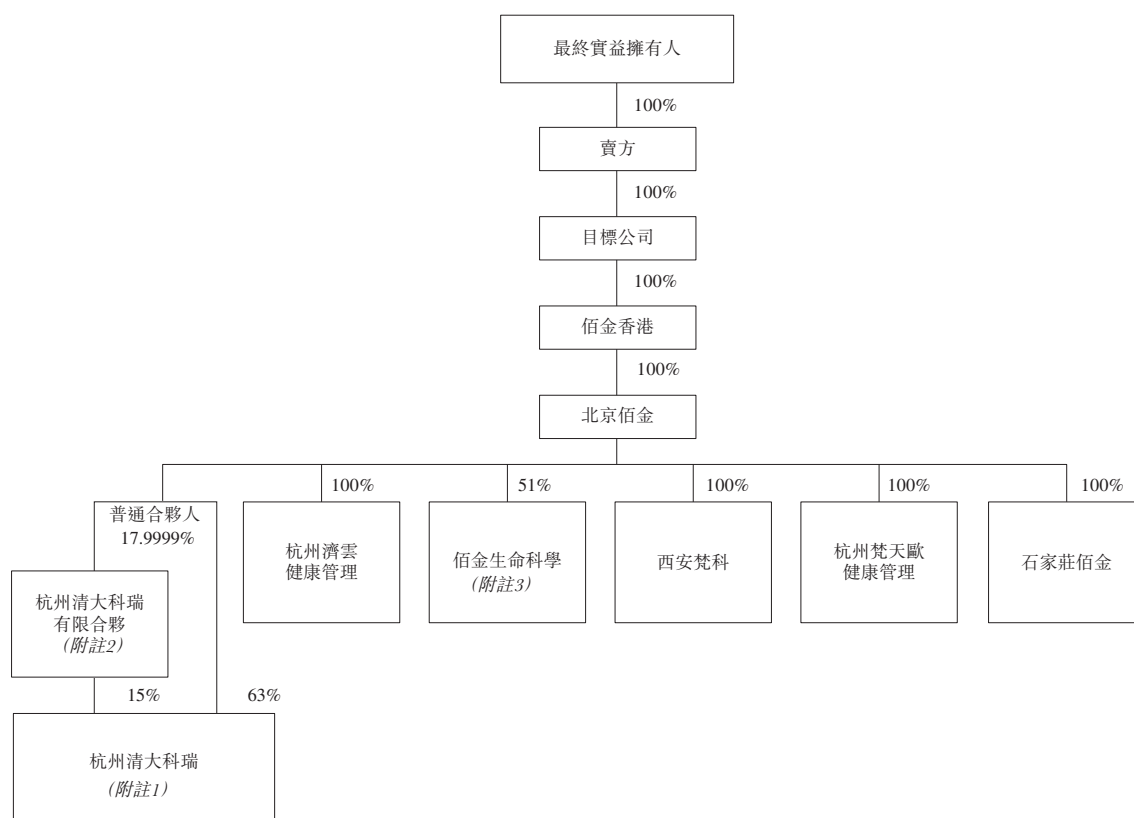 最終實益擁有人
100%
賣方
100%
目標公司
100%
佰金香港
100%
北京佰金
100%
51%
100%
100%
100%
普通合夥人
17.9999%
杭州濟雲
健康管理
佰金生命科學
(附註3)
西安梵科
杭州梵天歐
健康管理
石家莊佰金
杭州清大科瑞
有限合夥
(附註2)
15%
63%
杭州清大科瑞
(附註1)